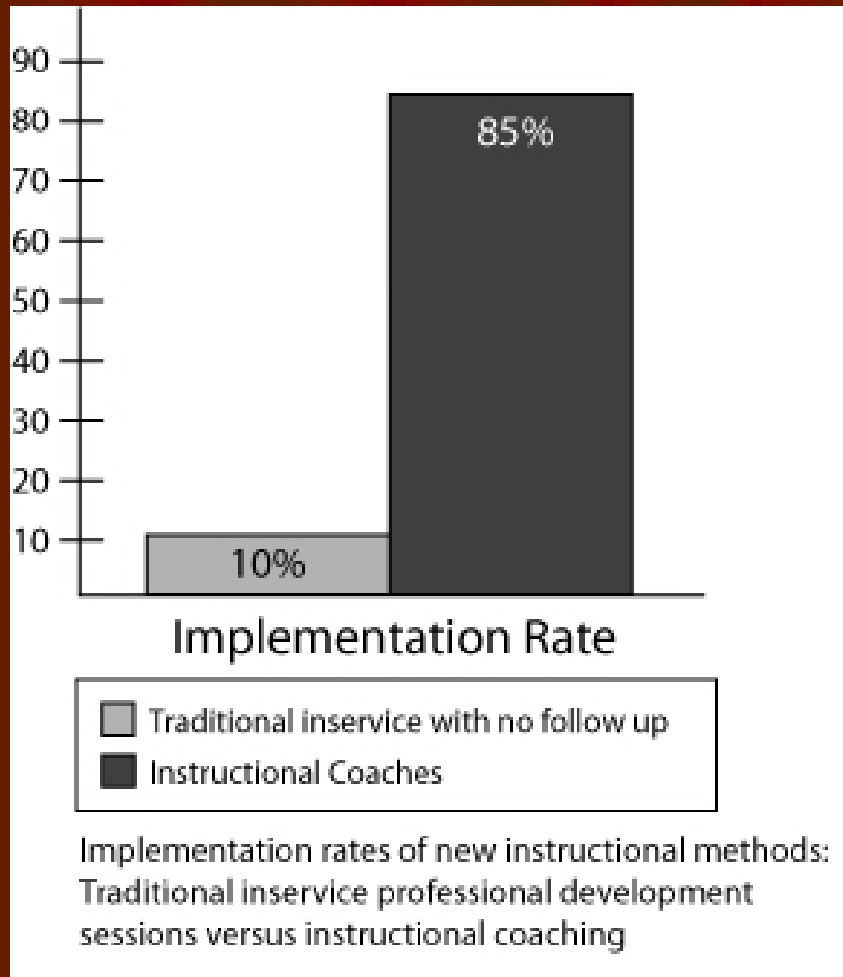 90
80
70
60
50
40
30
20
10
85%
10%
Implementation Rate
Traditional inservice with no follow up
Instructional Coaches
Implementation rates of new instructional methods:
Traditional inservice professional development
sessions versus instructional coaching